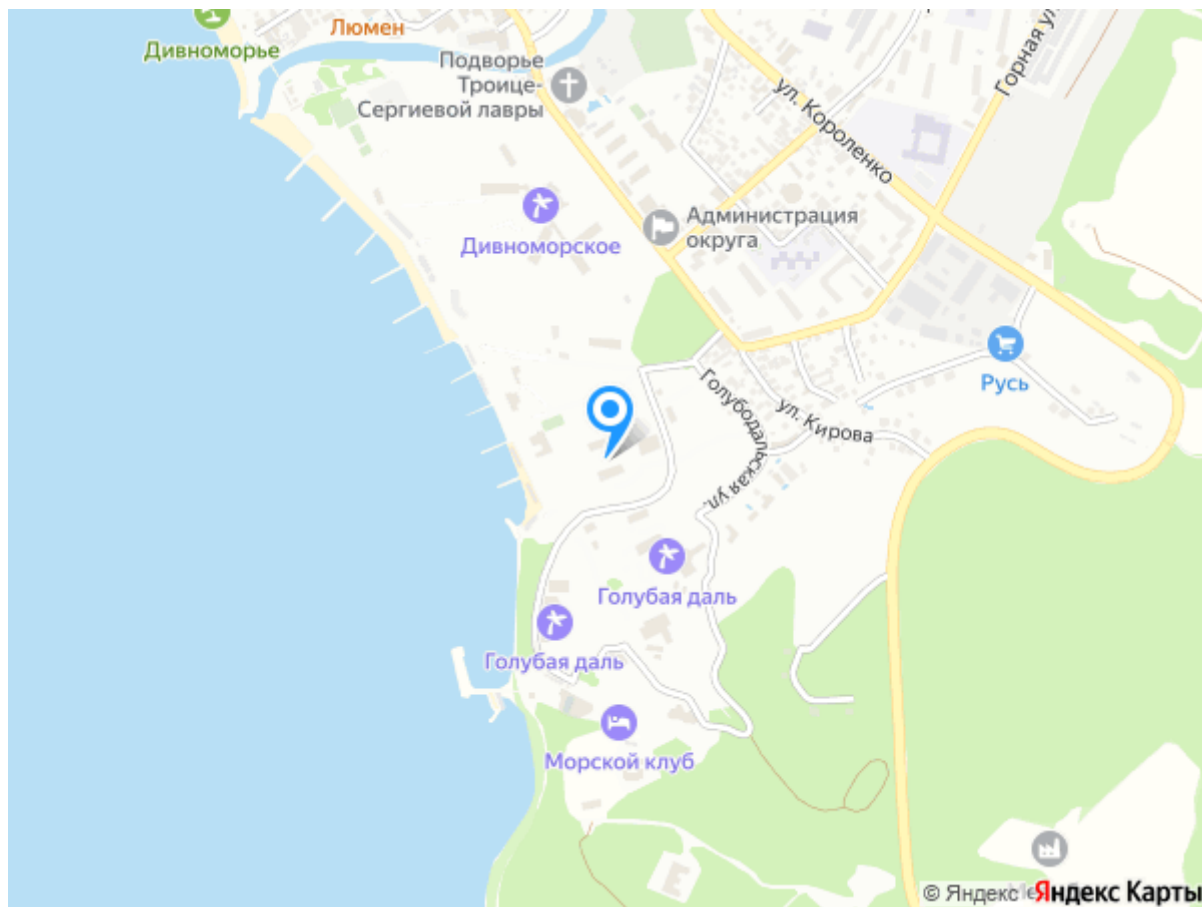 Дивноморье
Люмен
Подворье
Троице-
Сергиевой лавры
ул. Короленко
Горная ул.
Администрация
округа
Дивноморское
Русь
ул. Кирова
Голубодальская ул.
Голубая даль
Голубая даль
Морской клуб
© Яндекс
Яндекс Карты